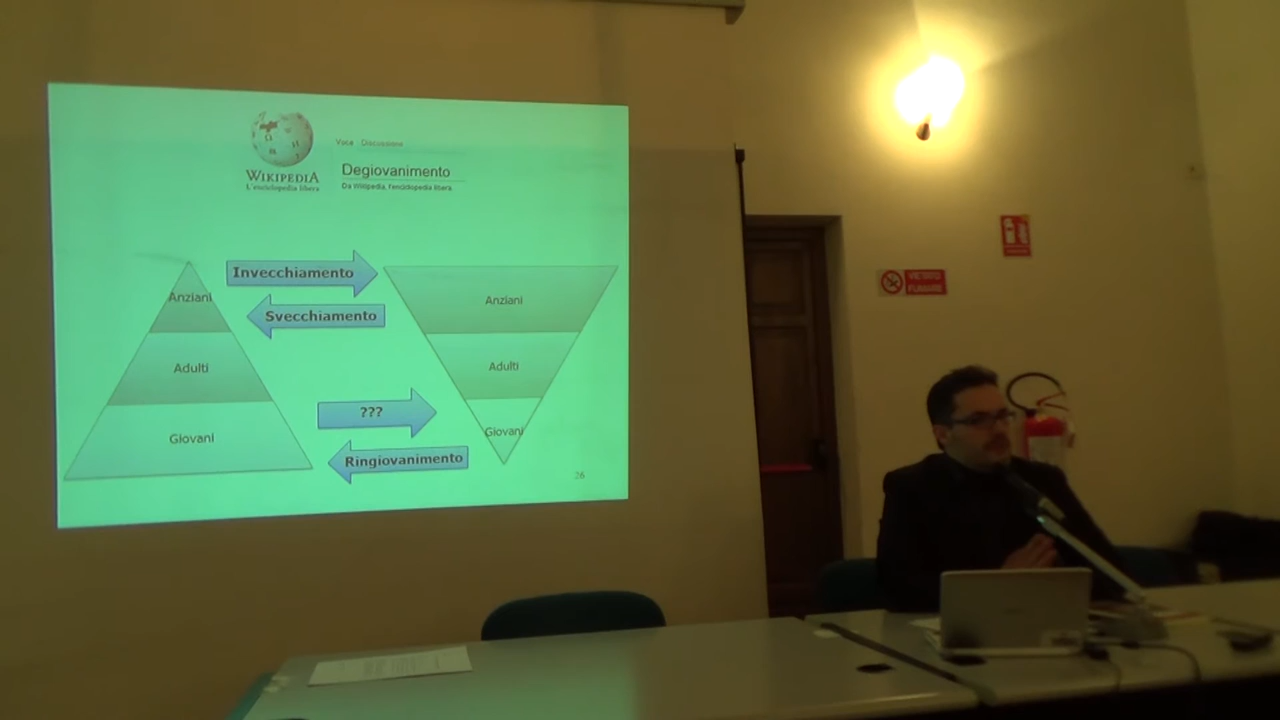 Voce Discussione
WIKIPEDIA
L'enciclopedia libera
Degiovanimento
Da Wikipedia, l'enciclopedia libera.
Invecchiamento
Svecchiamento
Anziani
Adulti
Giovani
Anziani
Adulti
Giovani
???
Ringiovanimento
26
VIETATO
FUMARE